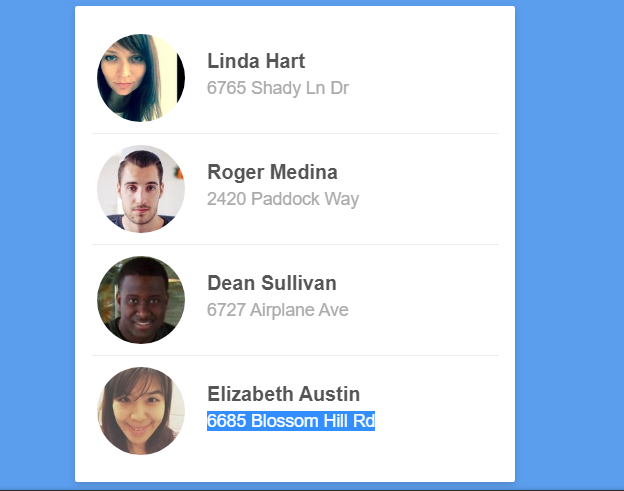 Linda Hart
6765 Shady Ln Dr
Roger Medina
2420 Paddock Way
Dean Sullivan
6727 Airplane Ave
Elizabeth Austin
6685 Blossom Hill Rd